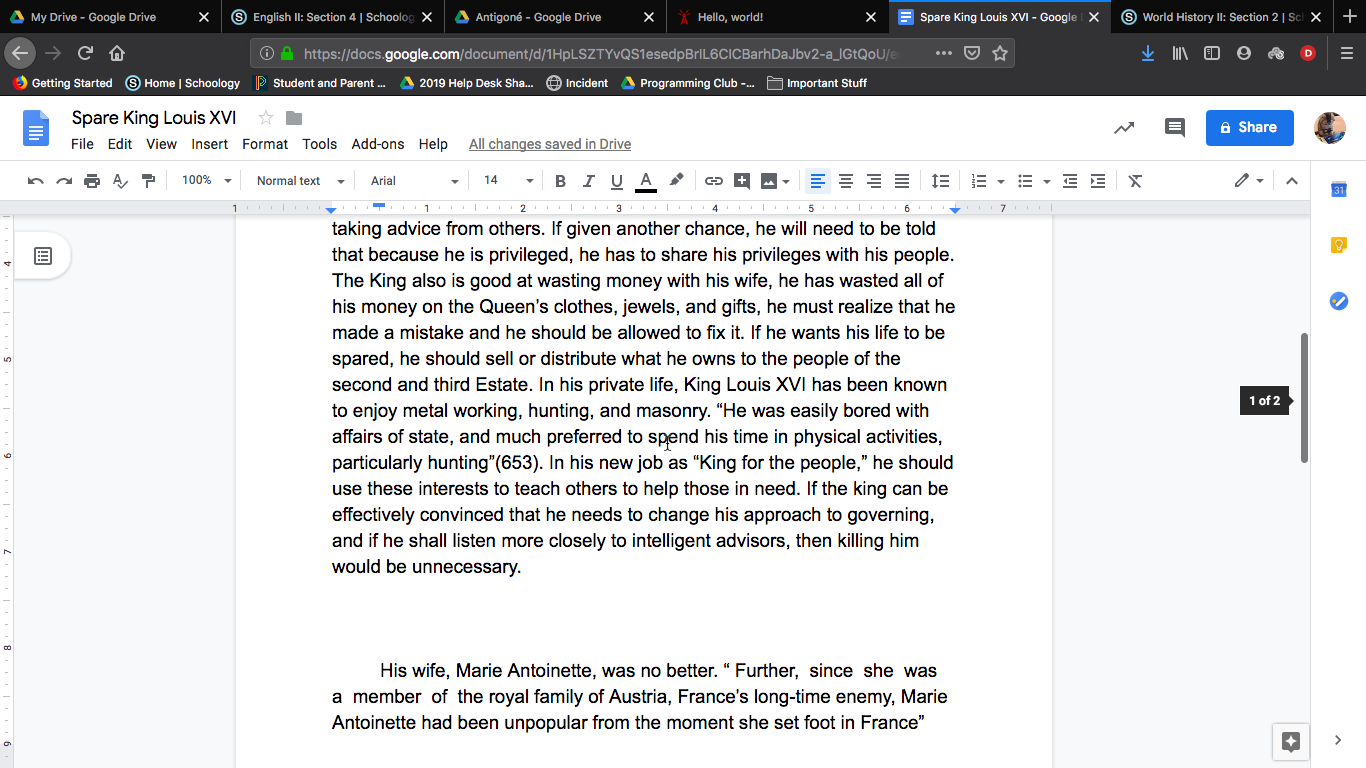 My Drive - Google Drive
English II: Section 4 | Schoolog
Antigoné - Google Drive
Hello, world!
Spare King Louis XVI - Google
World History II: Section 2 | Sc
https://docs.google.com/document/d/
Getting Started
Home | Schoology
Student and Parent ...
2019 Help Desk Sha...
Incident
Programming Club -...
Important Stuff
Spare King Louis XVI
File Edit View Insert Format Tools Add-ons Help All changes saved in Drive
Share
100% Normal text Arial 14 B I U A
1 1 2 3 4 5 6 7
31
4
5
6
7
8
9
taking advice from others. If given another chance, he will need to be told
that because he is privileged, he has to share his privileges with his people.
The King also is good at wasting money with his wife, he has wasted all of
his money on the Queen’s clothes, jewels, and gifts, he must realize that he
made a mistake and he should be allowed to fix it. If he wants his life to be
spared, he should sell or distribute what he owns to the people of the
second and third Estate. In his private life, King Louis XVI has been known
to enjoy metal working, hunting, and masonry. “He was easily bored with
affairs of state, and much preferred to spend his time in physical activities,
particularly hunting”(653). In his new job as “King for the people,” he should
use these interests to teach others to help those in need. If the king can be
effectively convinced that he needs to change his approach to governing,
and if he shall listen more closely to intelligent advisors, then killing him
would be unnecessary.
1 of 2
His wife, Marie Antoinette, was no better. “ Further,  since  she  was
a  member  of  the royal family of Austria, France’s long-time enemy, Marie
Antoinette had been unpopular from the moment she set foot in France”